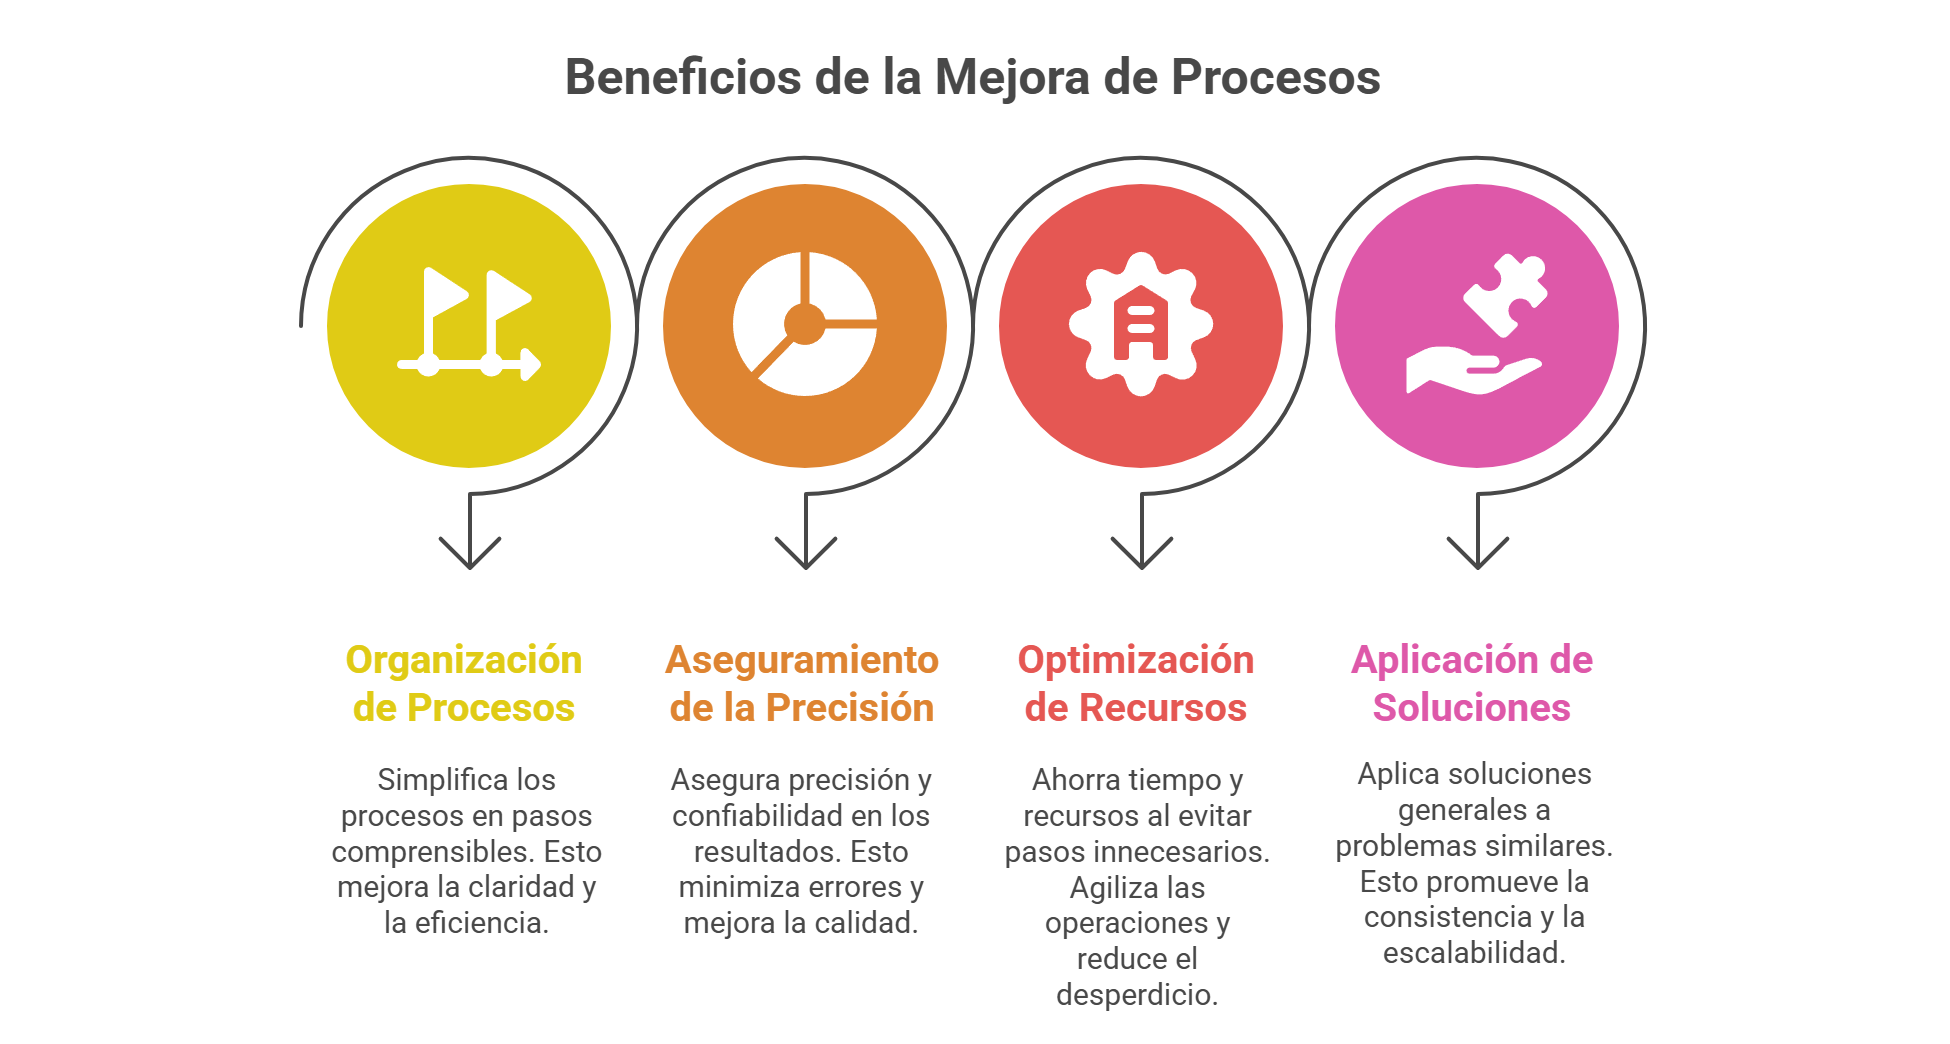 Beneficios de la Mejora de Procesos
Organización
de Procesos
Simplifica los
procesos en pasos
comprensibles. Esto
mejora la claridad y
la eficiencia.
Aseguramiento
de la Precisión
Asegura precisión y
confiabilidad en los
resultados. Esto
minimiza errores y
mejora la calidad.
Optimización
de Recursos
Ahorra tiempo y
recursos al evitar
pasos innecesarios.
Agiliza las
operaciones y
reduce el
desperdicio.
Aplicación de
Soluciones
Aplica soluciones
generales a
problemas similares.
Esto promueve la
consistencia y la
escalabilidad.